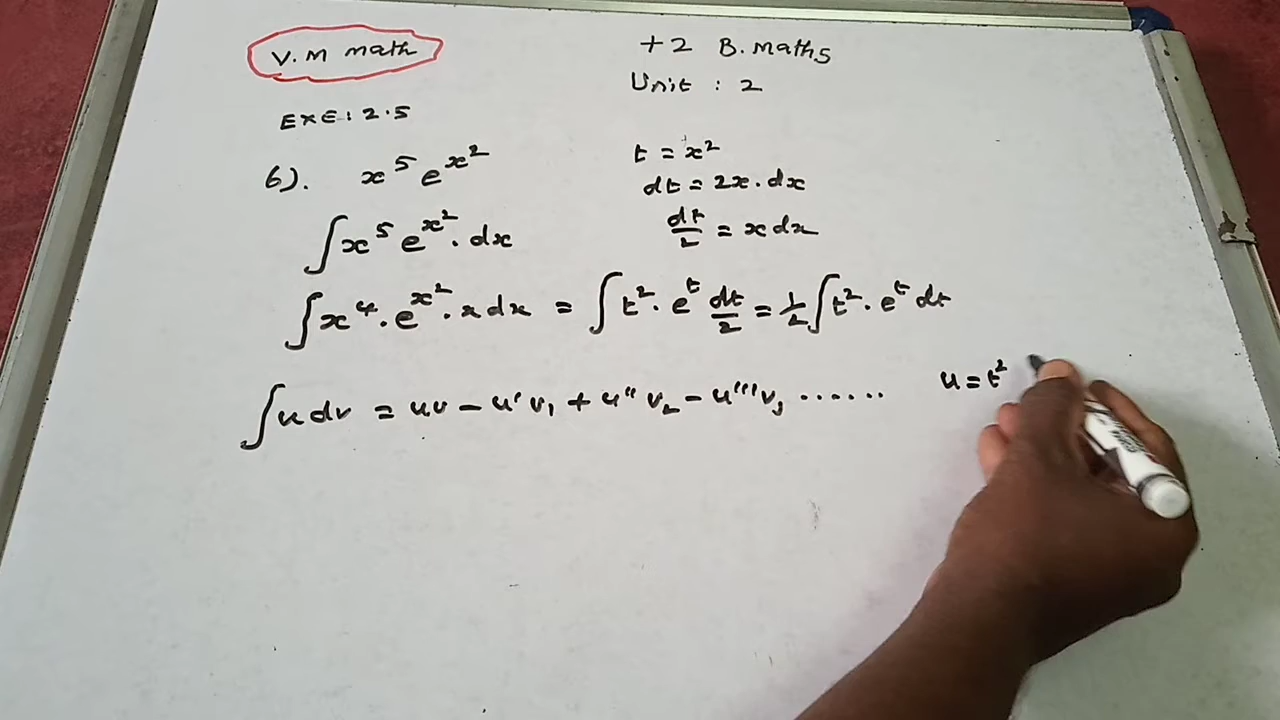 V.M math
+2 B.Maths
Unit : 2
EXE: 2.5
6). x⁵ e^x²
t = x²
dt = 2x.dx
∫x⁵ e^x². dx
dt/2 = x dx
∫x⁴. e^x². x dx = ∫t². e^t dt/2 = 1/2 ∫t². e^t dt
∫u dv = uv - u'v₁ + u''v₂ - u'''v₃ ......
u = t²